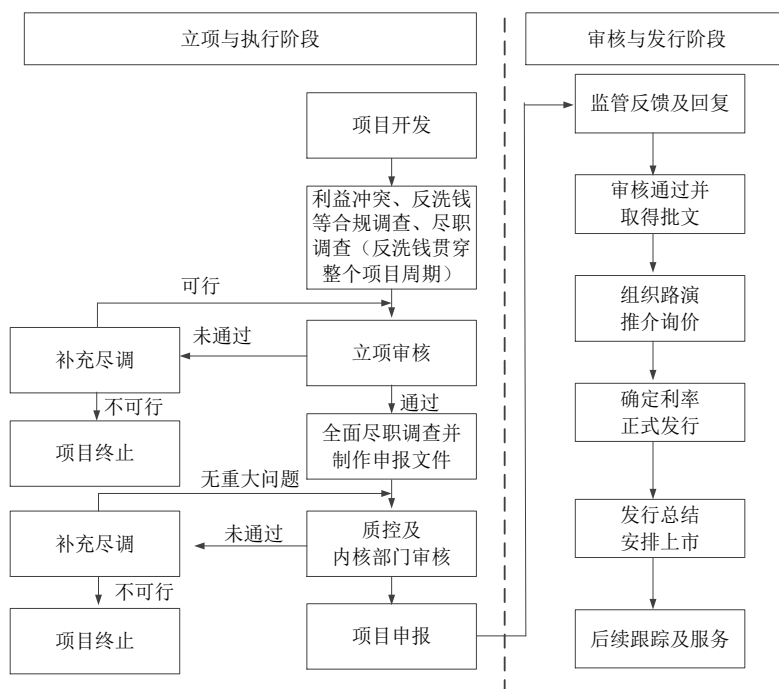 立项与执行阶段
审核与发行阶段
项目开发
利益冲突、反洗钱
等合规调查、尽职
调查（反洗钱贯穿
整个项目周期）
可行
立项审核
未通过
补充尽调
不可行
项目终止
通过
全面尽职调查并
制作申报文件
无重大问题
质控及
内核部门审核
未通过
补充尽调
不可行
项目终止
项目申报
监管反馈及回复
审核通过并
取得批文
组织路演
推介询价
确定利率
正式发行
发行总结
安排上市
后续跟踪及服务